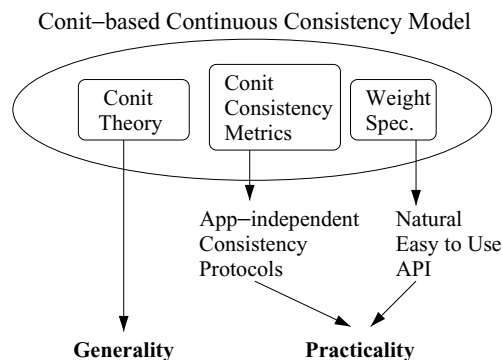 Conit−based Continuous Consistency Model
Conit
Theory
Conit
Consistency
Metrics
Weight
Spec.
App−independent
Consistency
Protocols
Natural
Easy to Use
API
Generality
Practicality